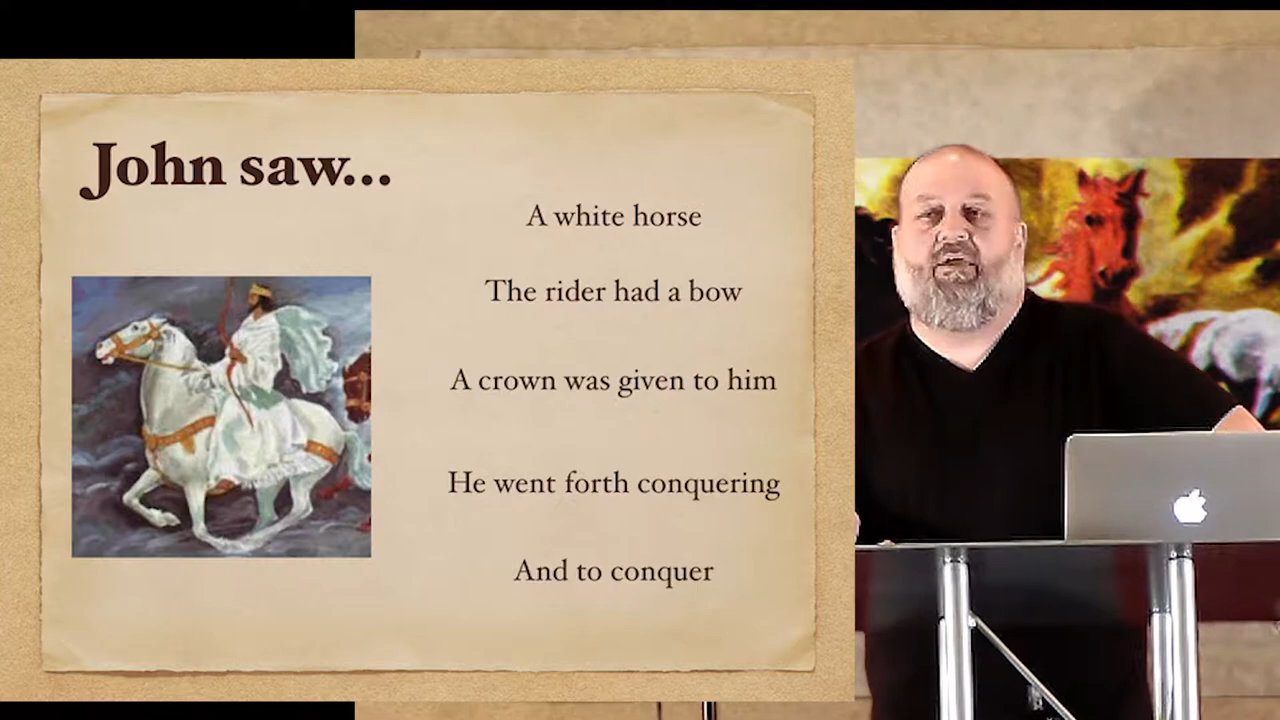 John saw...
A white horse
The rider had a bow
A crown was given to him
He went forth conquering
And to conquer